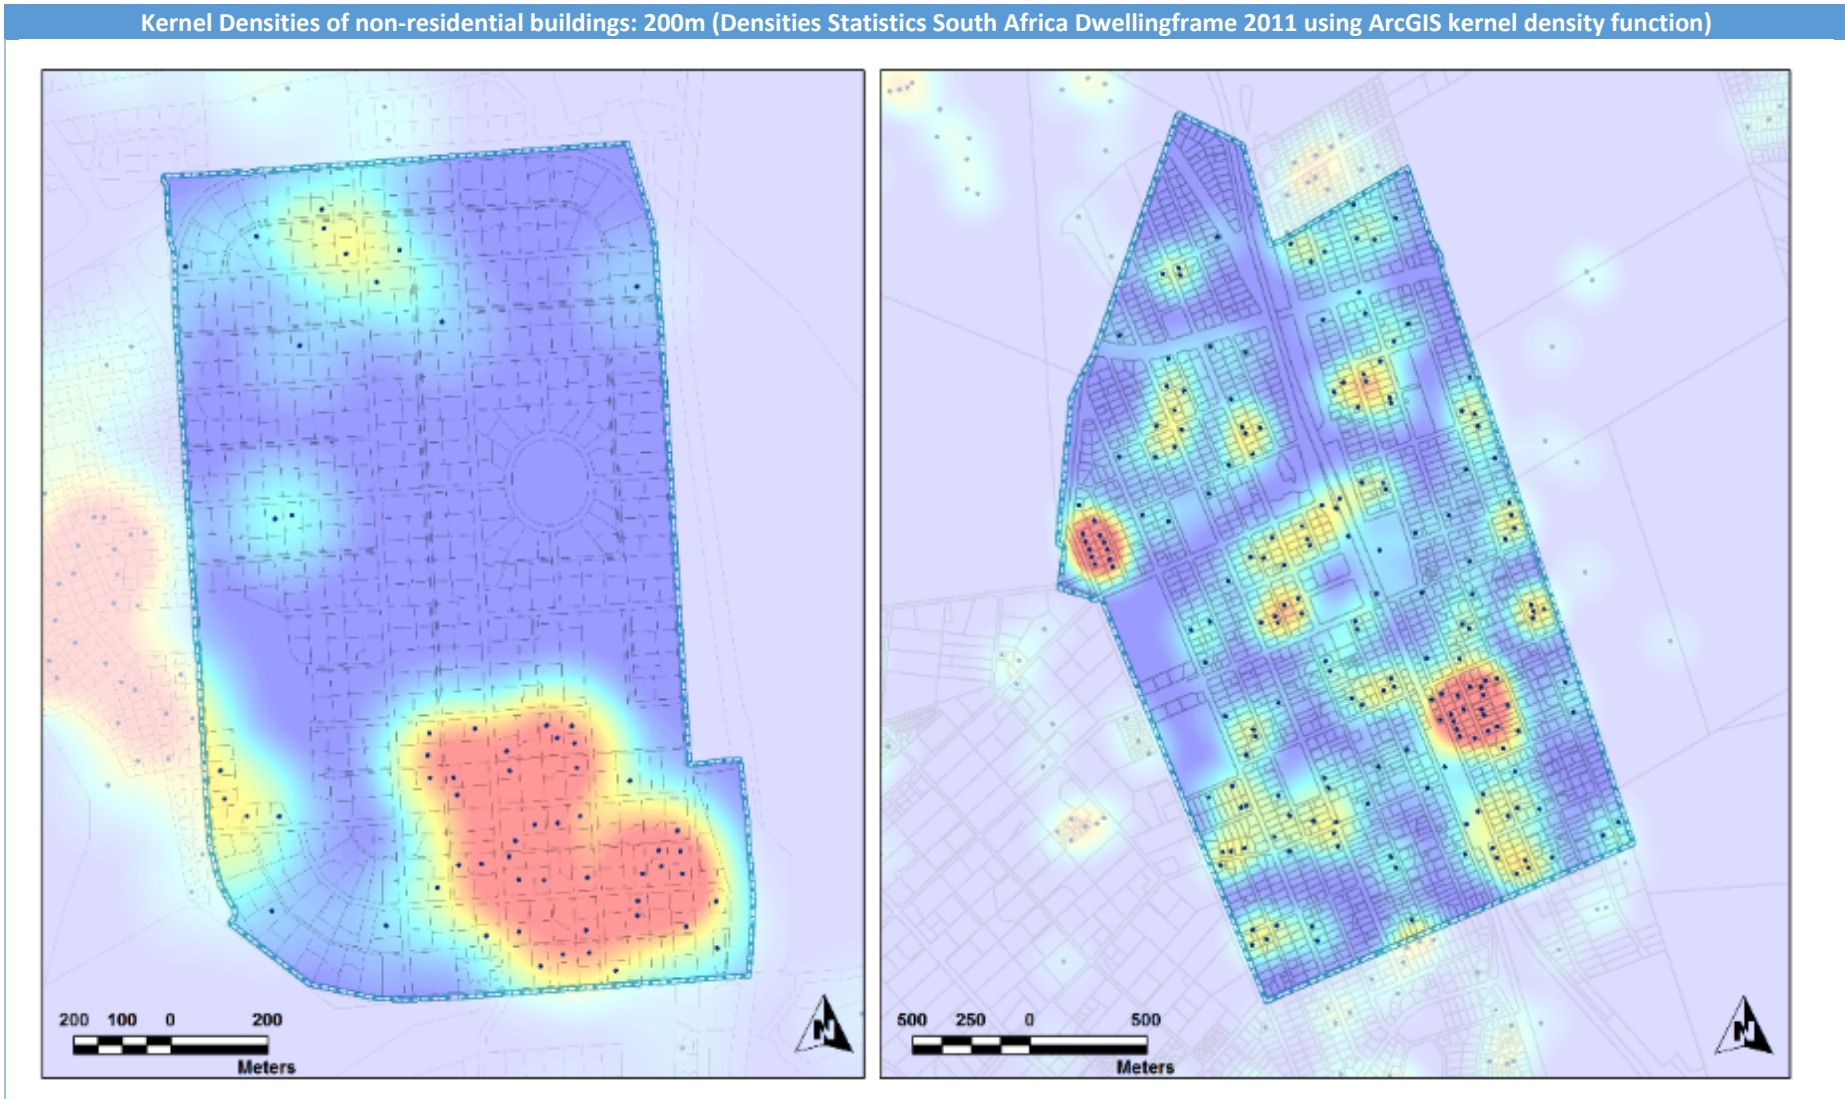 Kernel Densities of non-residential buildings: 200m (Densities Statistics South Africa Dwellingframe 2011 using ArcGIS kernel density function)
200 100 0 200
Meters
N
500 250 0 500
Meters
N